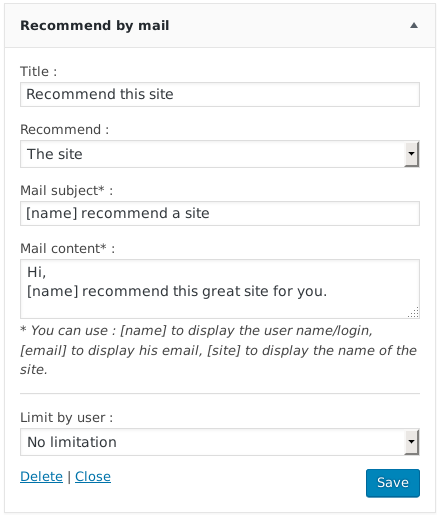 Recommend by mail
Title :
Recommend this site
Recommend :
The site
Mail subject* :
[name] recommend a site
Mail content* :
Hi,
[name] recommend this great site for you.
* You can use : [name] to display the user name/login,
[email] to display his email, [site] to display the name of the
site.
Limit by user :
No limitation
Delete | Close
Save